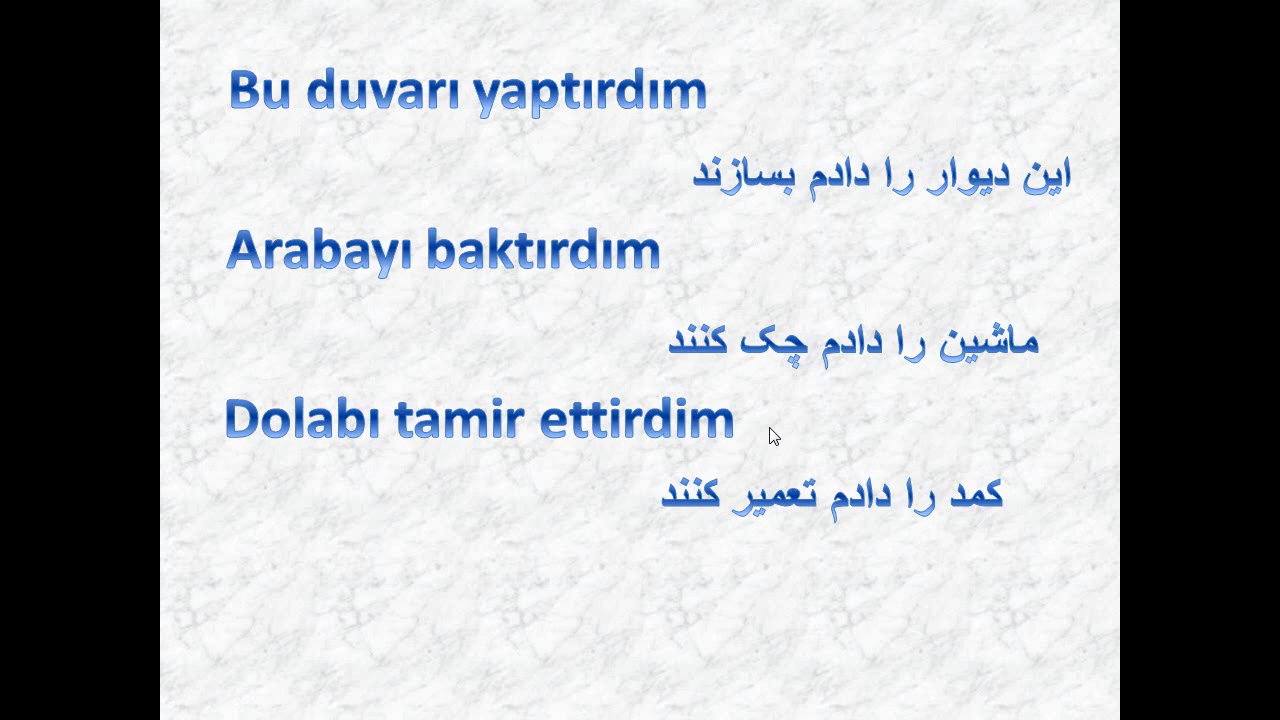 Bu duvarı yaptırdım
این دیوار را دادم بسازند
Arabayı baktırdım
ماشین را دادم چک کنند
Dolabı tamir ettirdim
کمد را دادم تعمیر کنند